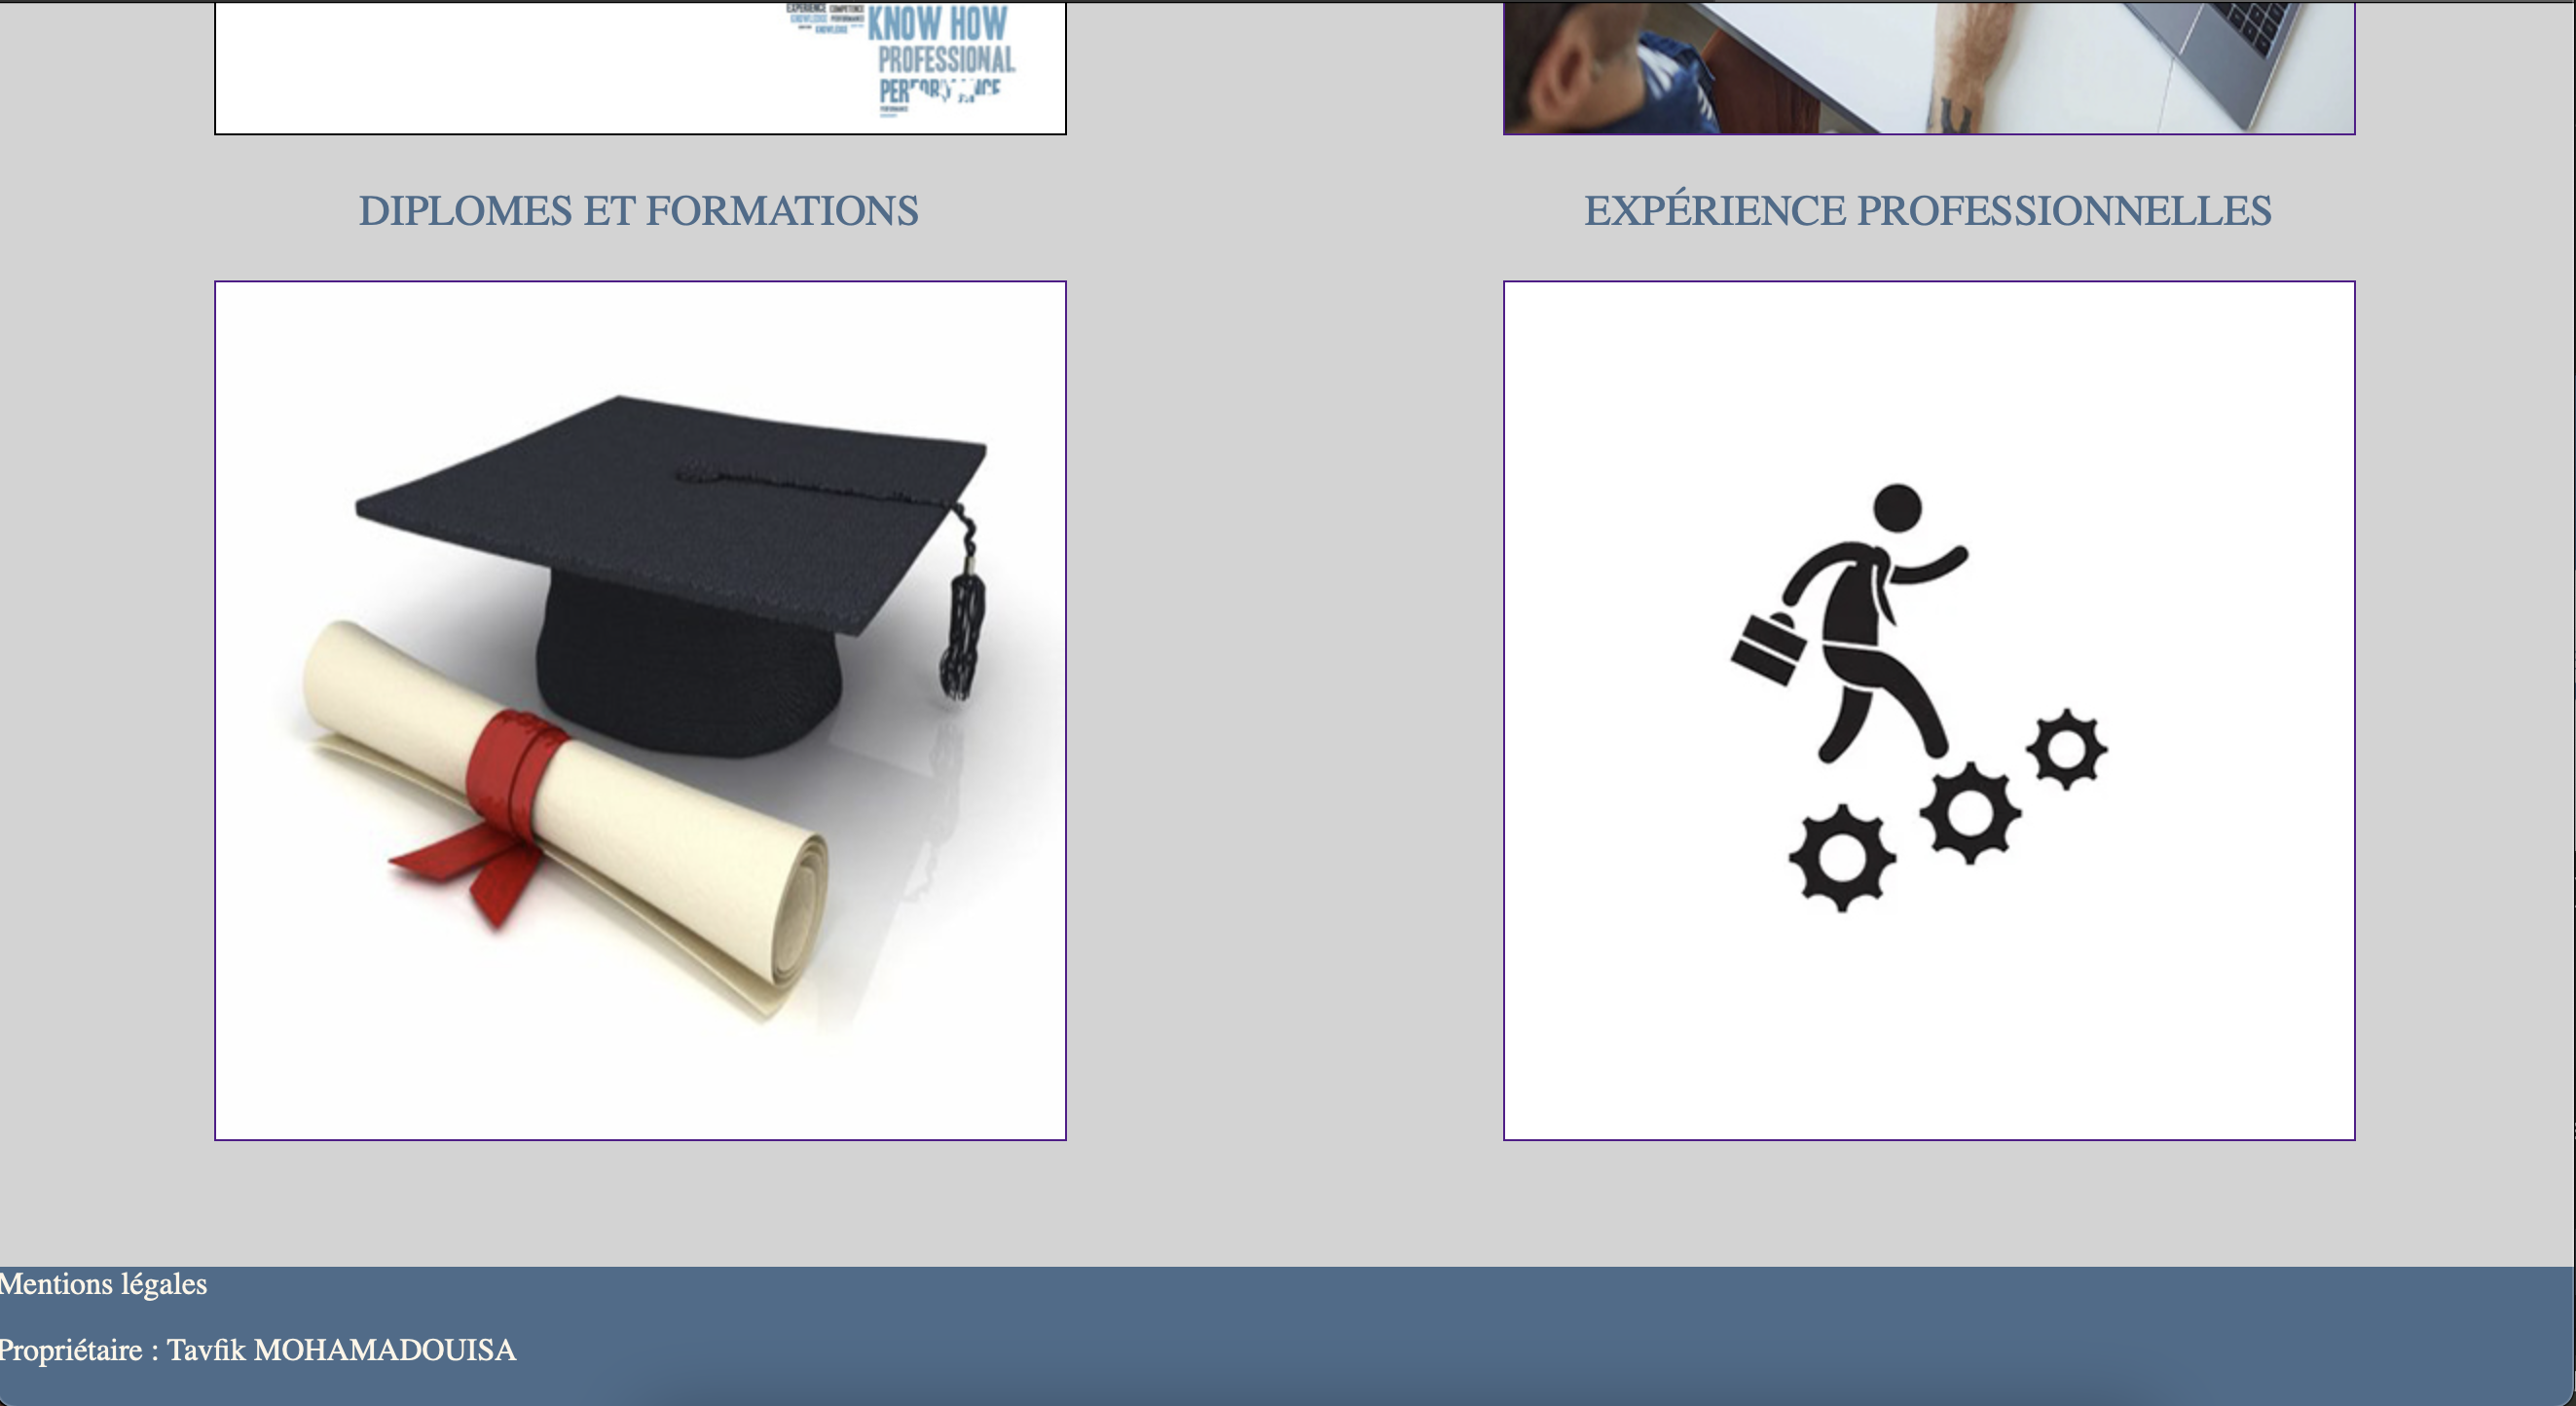 EXPERIENCE COMPETENCE
KNOWLEDGE PERFORMANCE
KNOWLEDGE
KNOW HOW
PROFESSIONAL
PERFORMANCE
DIPLOMES ET FORMATIONS
EXPÉRIENCE PROFESSIONNELLES
Mentions légales
Propriétaire : Tavfik MOHAMADOUISA